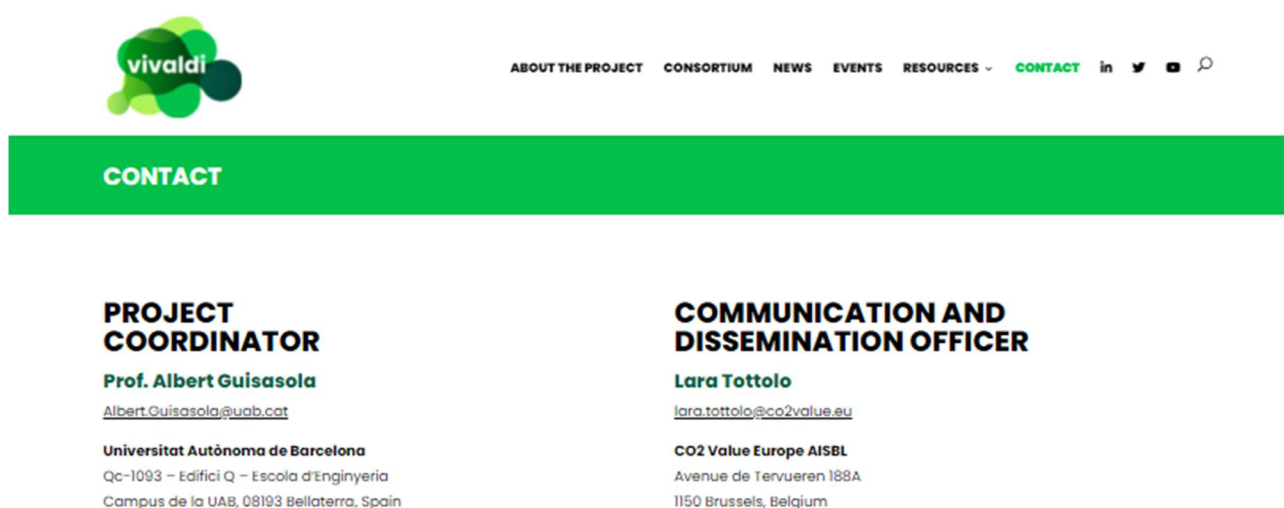 vivaldi
ABOUT THE PROJECT CONSORTIUM NEWS EVENTS RESOURCES CONTACT in
CONTACT
PROJECT
COORDINATOR
Prof. Albert Guisasola
Albert.Guisasola@uab.cat
Universitat Autònoma de Barcelona
Qc-1093 – Edifici Q – Escola d'Enginyeria
Campus de la UAB, 08193 Bellaterra, Spain
COMMUNICATION AND
DISSEMINATION OFFICER
Lara Tottolo
lara.tottolo@co2value.eu
CO2 Value Europe AISBL
Avenue de Tervueren 188A
1150 Brussels, Belgium